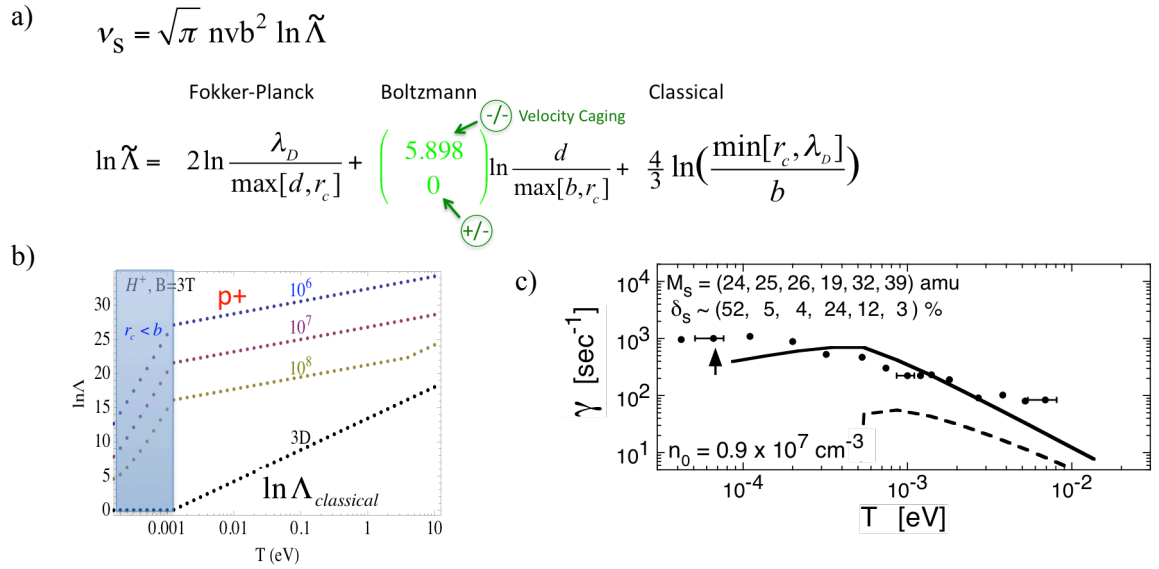 a)
ν_S = √π nvb² ln Λ̃
Fokker-Planck Boltzmann Classical
-/- Velocity Caging
ln Λ̃ = 2 ln λ_D / max[d, r_c] + ( 5.898 0 ) ln d / max[b, r_c] + 4/3 ln( min[r_c, λ_D] / b )
+/-
b)
H⁺, B=3T
p+
r_c < b
10⁶
10⁷
10⁸
3D
ln Λ_classical
lnΛ
30
25
20
15
10
5
0
0.001 0.01 0.1 1 10
T (eV)
c)
M_S = (24, 25, 26, 19, 32, 39) amu
δ_S ~ (52, 5, 4, 24, 12, 3 ) %
γ [sec⁻¹]
10⁴
10³
10²
10¹
n₀ = 0.9 x 10⁷ cm⁻³
10⁻⁴ 10⁻³ 10⁻²
T [eV]